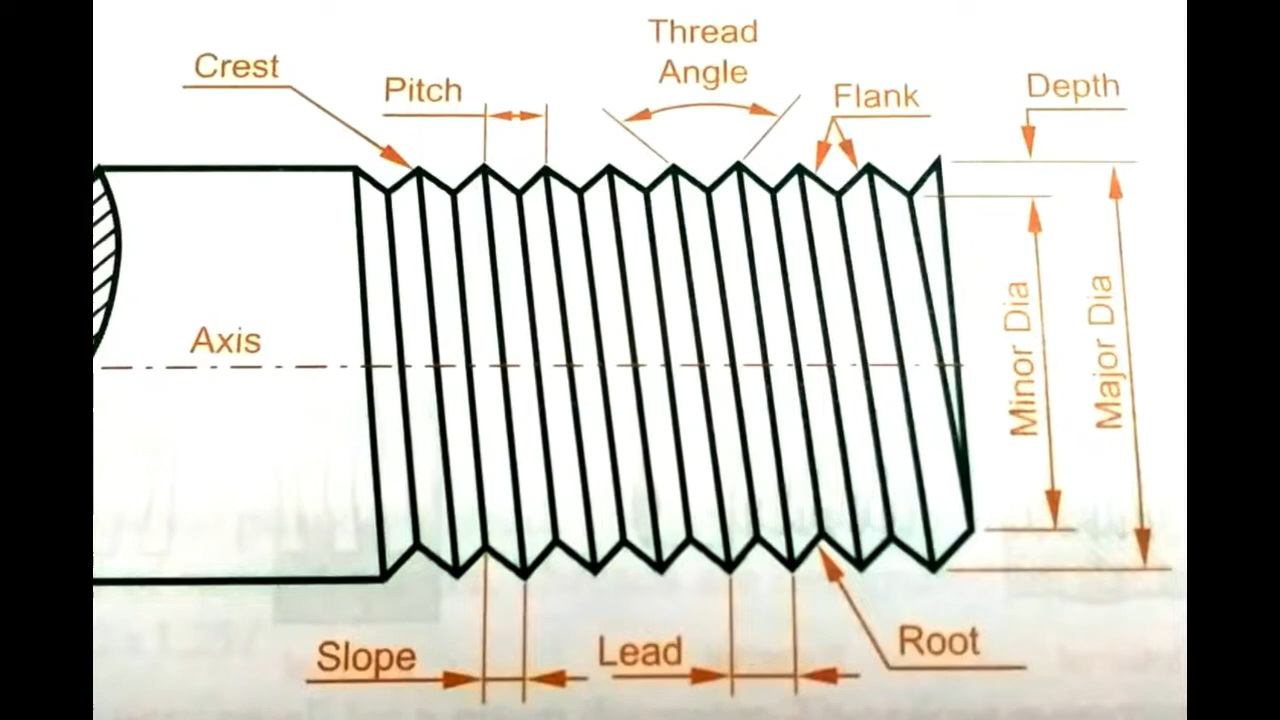 Thread
Angle
Crest
Pitch
Flank
Depth
Axis
Minor Dia
Major Dia
Slope
Lead
Root